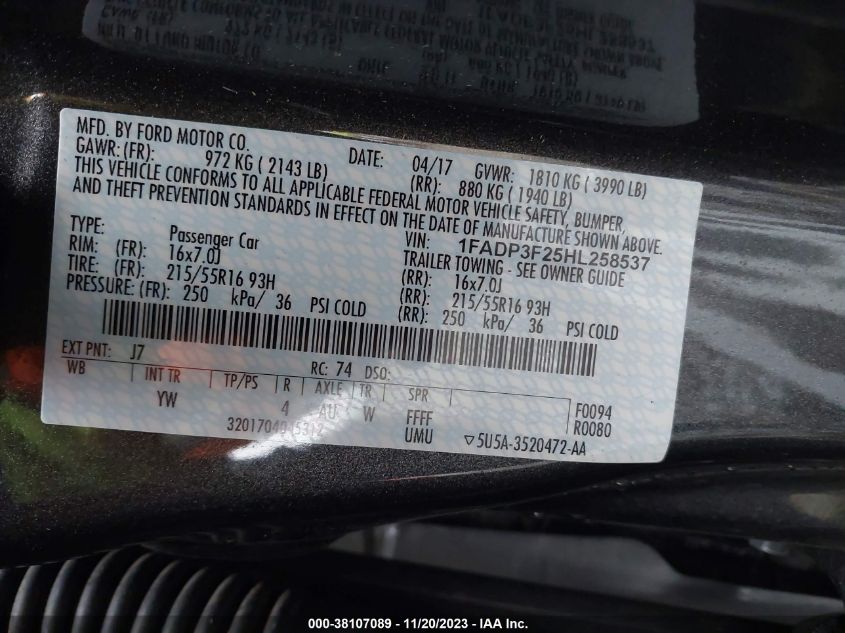 MFD. BY FORD MOTOR CO. DATE: 04/17 GVWR: 1810 KG ( 3990 LB)
GAWR: (FR): 972 KG ( 2143 LB) (RR): 880 KG ( 1940 LB)
THIS VEHICLE CONFORMS TO ALL APPLICABLE FEDERAL MOTOR VEHICLE SAFETY, BUMPER,
AND THEFT PREVENTION STANDARDS IN EFFECT ON THE DATE OF MANUFACTURE SHOWN ABOVE.
VIN: 1FADP3F25HL258537
TYPE: Passenger Car TRAILER TOWING - SEE OWNER GUIDE
RIM: (FR): 16x7.0J (RR): 16x7.0J
TIRE: (FR): 215/55R16 93H (RR): 215/55R16 93H
PRESSURE: (FR): 250 kPa/ 36 PSI COLD (RR): 250 kPa/ 36 PSI COLD
EXT PNT: J7 RC: 74 DSO:
WB INT TR TP/PS R AXLE TR SPR F0094
YW 4 AU W FFFF R0080
UMU ▽5U5A-3520472-AA
000-38107089 - 11/20/2023 - IAA Inc.